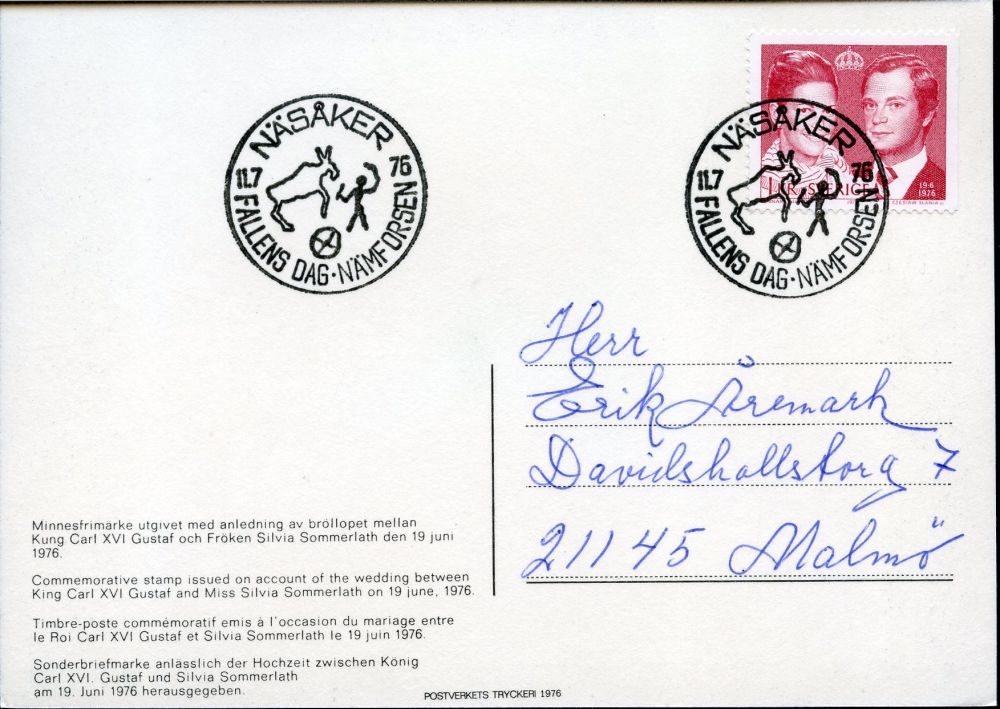 NÄSÅKER
11.7 76
FALLENS DAG · NÄMFORSEN
NÄSÅKER
11.7 76
FALLENS DAG · NÄMFORSEN
1 KR SVERIGE
19·6
1976
CZESLAW SLANIA
Herr
Erik Åremark
Davidshallstorg 7
211 45 Malmö
Minnesfrimärke utgivet med anledning av bröllopet mellan
Kung Carl XVI Gustaf och Fröken Silvia Sommerlath den 19 juni
1976.
Commemorative stamp issued on account of the wedding between
King Carl XVI Gustaf and Miss Silvia Sommerlath on 19 june, 1976.
Timbre-poste commémoratif emis à l'occasion du mariage entre
le Roi Carl XVI Gustaf et Silvia Sommerlath le 19 juin 1976.
Sonderbriefmarke anlässlich der Hochzeit zwischen König
Carl XVI. Gustaf und Silvia Sommerlath
am 19. Juni 1976 herausgegeben.
POSTVERKETS TRYCKERI 1976